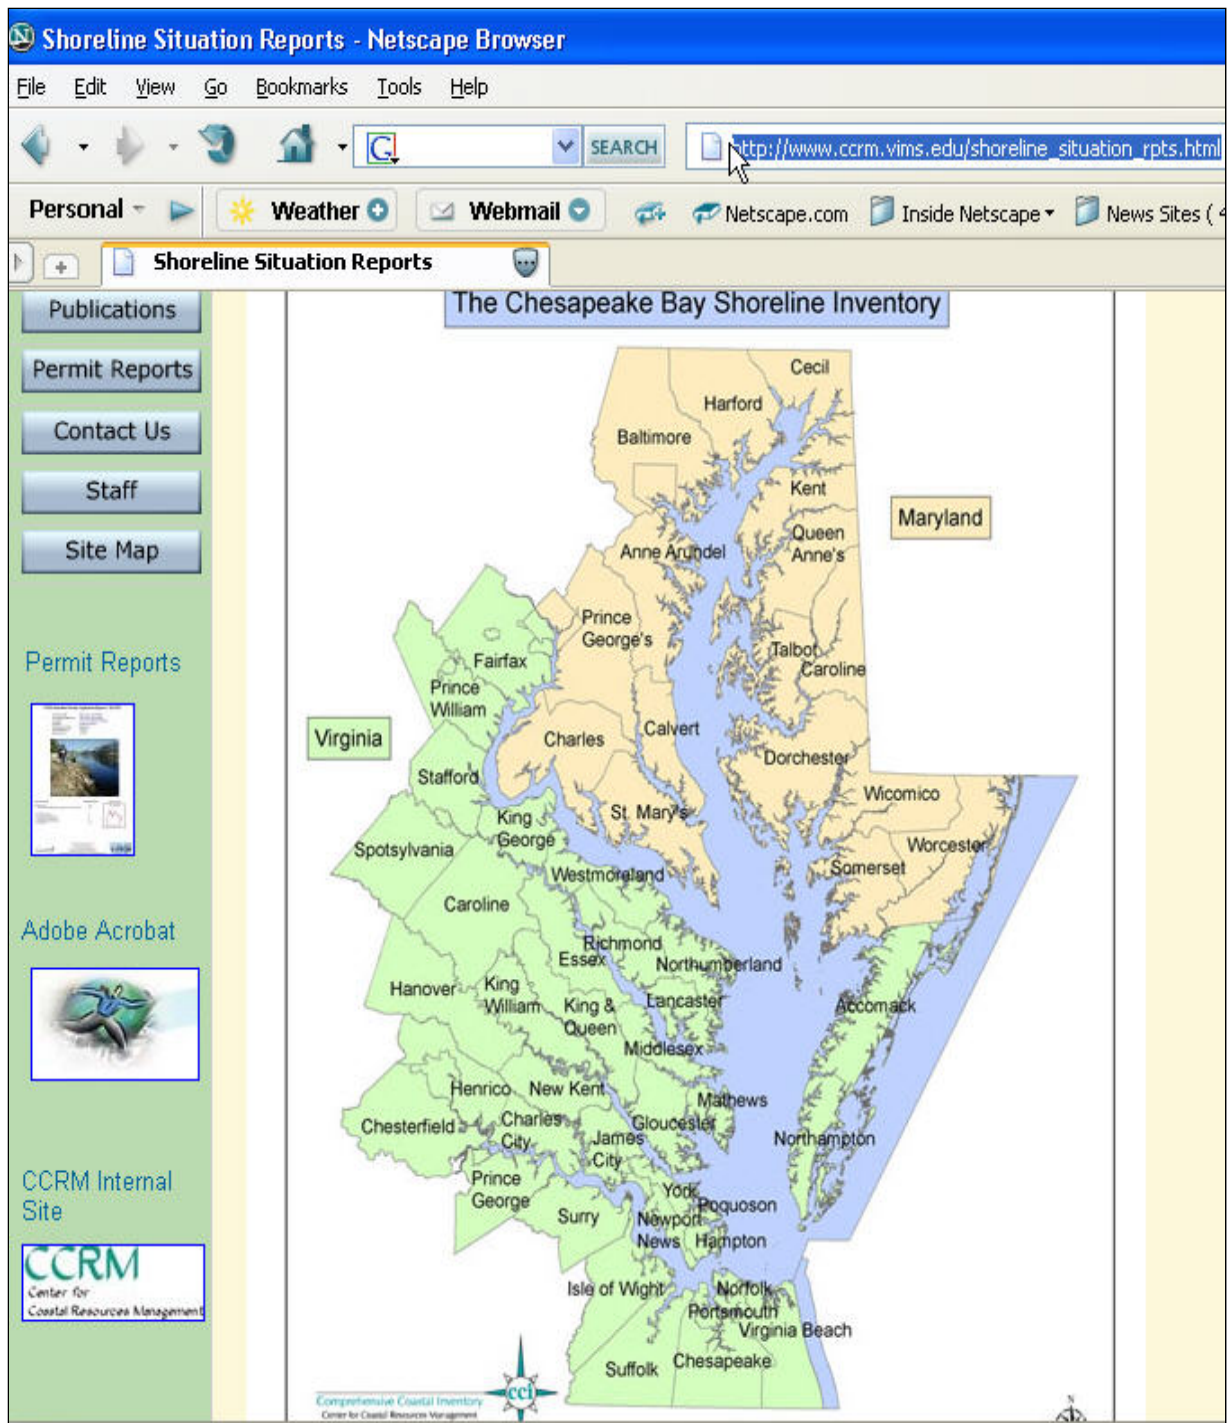 Shoreline Situation Reports - Netscape Browser
File Edit View Go Bookmarks Tools Help
SEARCH http://www.ccrm.vims.edu/shoreline_situation_rpts.html
Personal Weather Webmail Netscape.com Inside Netscape News Sites (
Shoreline Situation Reports
Publications
Permit Reports
Contact Us
Staff
Site Map
Permit Reports
Adobe Acrobat
CCRM Internal
Site
CCRM
Center for
Coastal Resources Management
The Chesapeake Bay Shoreline Inventory
Cecil
Harford
Baltimore
Kent
Maryland
Queen
Anne's
Anne Arundel
Prince
George's
Talbot
Caroline
Fairfax
Prince
William
Virginia
Charles
Calvert
Dorchester
Stafford
Wicomico
St. Mary's
King
George
Worcester
Spotsylvania
Somerset
Westmoreland
Caroline
Richmond
Essex
Northumberland
Hanover
King
William
King &
Queen
Lancaster
Accomack
Middlesex
Henrico
New Kent
Mathews
Chesterfield
Charles
City
James
City
Gloucester
Northampton
Prince
George
York
Poquoson
Surry
Newport
News
Hampton
Isle of Wight
Norfolk
Portsmouth
Virginia Beach
Suffolk
Chesapeake
cci
Comprehensive Coastal Inventory
Center for Coastal Resources Management
N